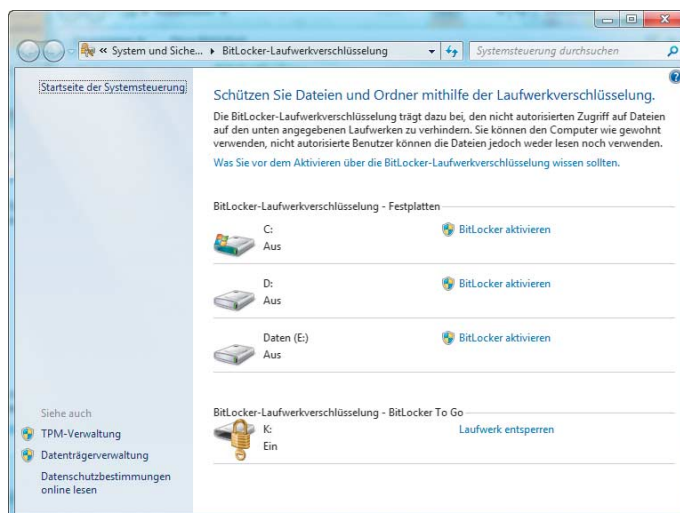 « System und Siche... ▸ BitLocker-Laufwerkverschlüsselung
Systemsteuerung durchsuchen
Startseite der Systemsteuerung
Schützen Sie Dateien und Ordner mithilfe der Laufwerkverschlüsselung.
Die BitLocker-Laufwerkverschlüsselung trägt dazu bei, den nicht autorisierten Zugriff auf Dateien
auf den unten angegebenen Laufwerken zu verhindern. Sie können den Computer wie gewohnt
verwenden, nicht autorisierte Benutzer können die Dateien jedoch weder lesen noch verwenden.
Was Sie vor dem Aktivieren über die BitLocker-Laufwerkverschlüsselung wissen sollten.
BitLocker-Laufwerkverschlüsselung - Festplatten
C:
BitLocker aktivieren
Aus
D:
BitLocker aktivieren
Aus
Daten (E:)
BitLocker aktivieren
Aus
BitLocker-Laufwerkverschlüsselung - BitLocker To Go
K:
Laufwerk entsperren
Ein
Siehe auch
TPM-Verwaltung
Datenträgerverwaltung
Datenschutzbestimmungen
online lesen